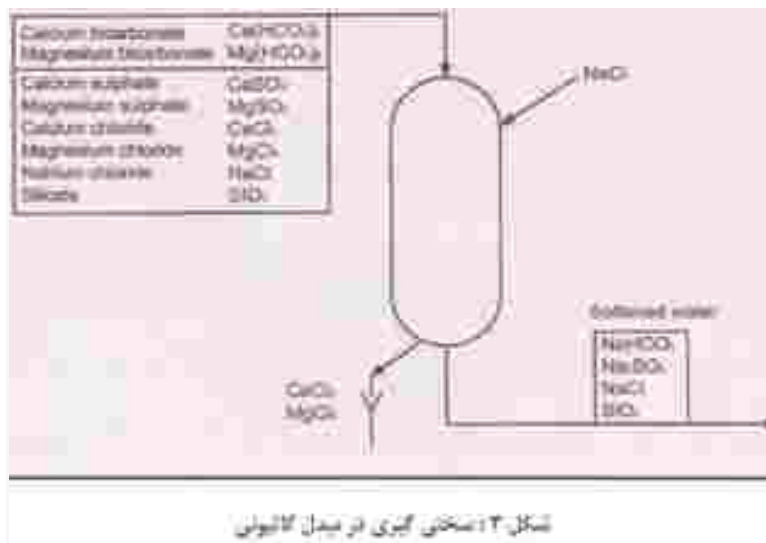 Calcium bicarbonate Ca(HCO₃)₂
Magnesium bicarbonate Mg(HCO₃)₂
Calcium sulphate CaSO₄
Magnesium sulphate MgSO₄
Calcium chloride CaCl₂
Magnesium chloride MgCl₂
Natrium chloride NaCl
Silicate SiO₂
NaCl
Softened water
NaHCO₃
Na₂SO₄
NaCl
SiO₂
CaCl₂
MgCl₂
شکل ۳ : سختی گیری در مبدل کاتیونی